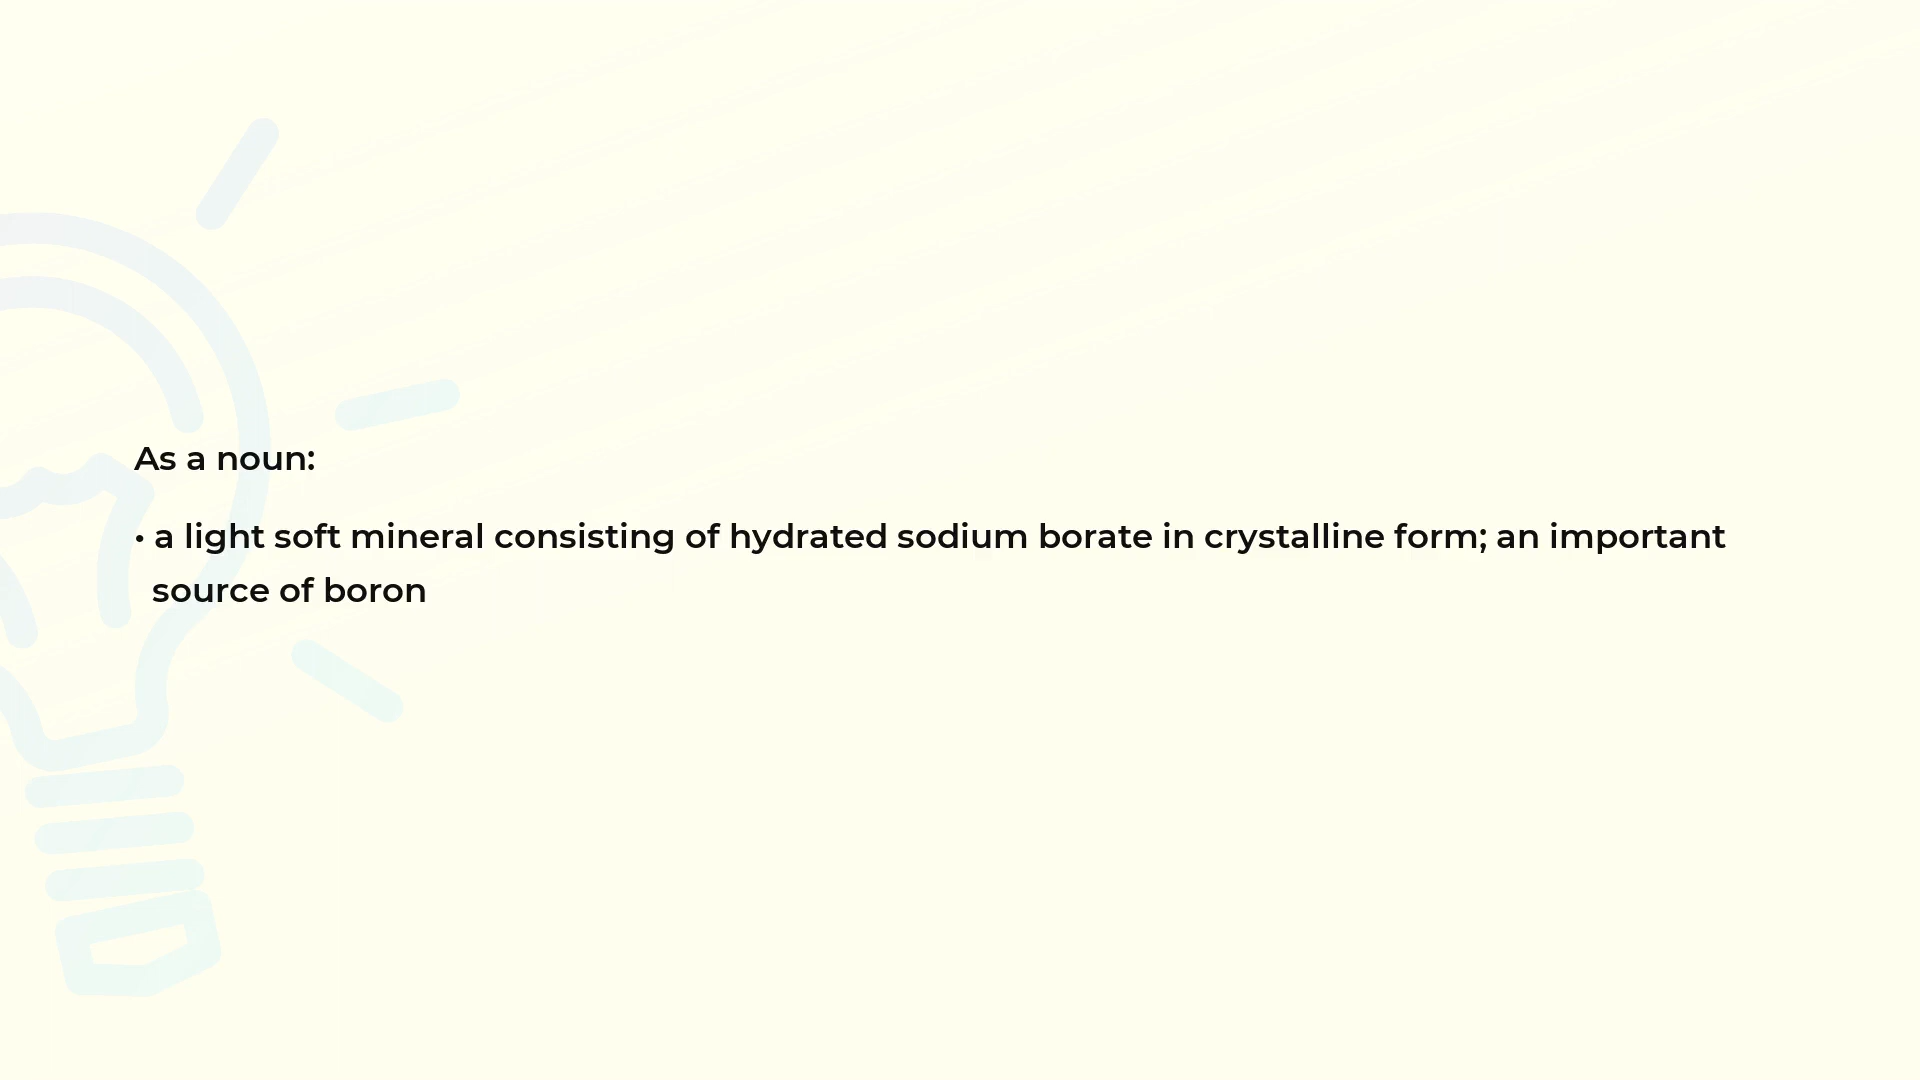 As a noun:
• a light soft mineral consisting of hydrated sodium borate in crystalline form; an important
source of boron